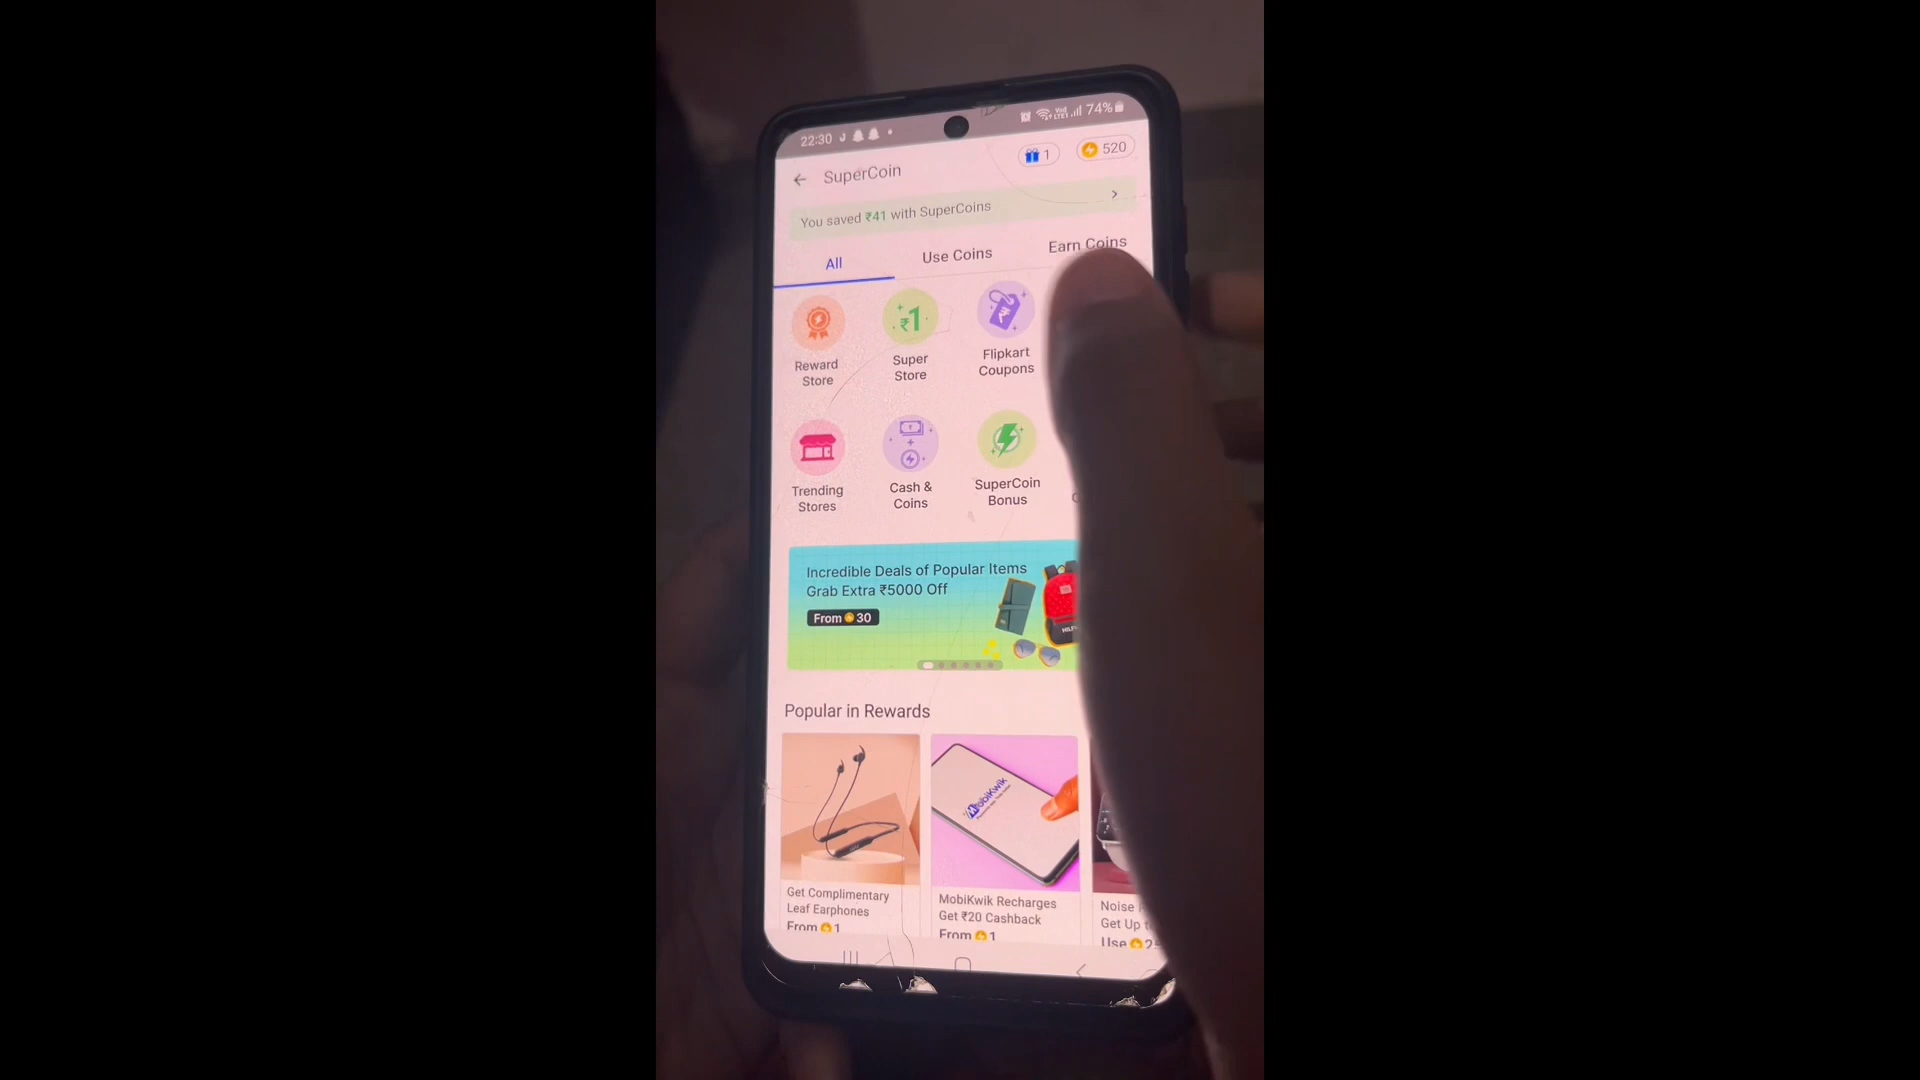 22:30
74%
1
520
SuperCoin
You saved ₹41 with SuperCoins
All
Use Coins
Earn Coins
₹1
Reward
Store
Super
Store
Flipkart
Coupons
Trending
Stores
Cash &
Coins
SuperCoin
Bonus
Incredible Deals of Popular Items
Grab Extra ₹5000 Off
From 30
Popular in Rewards
MobiKwik
Get Complimentary
Leaf Earphones
From 1
MobiKwik Recharges
Get ₹20 Cashback
From 1
Noise
Get Up
Use